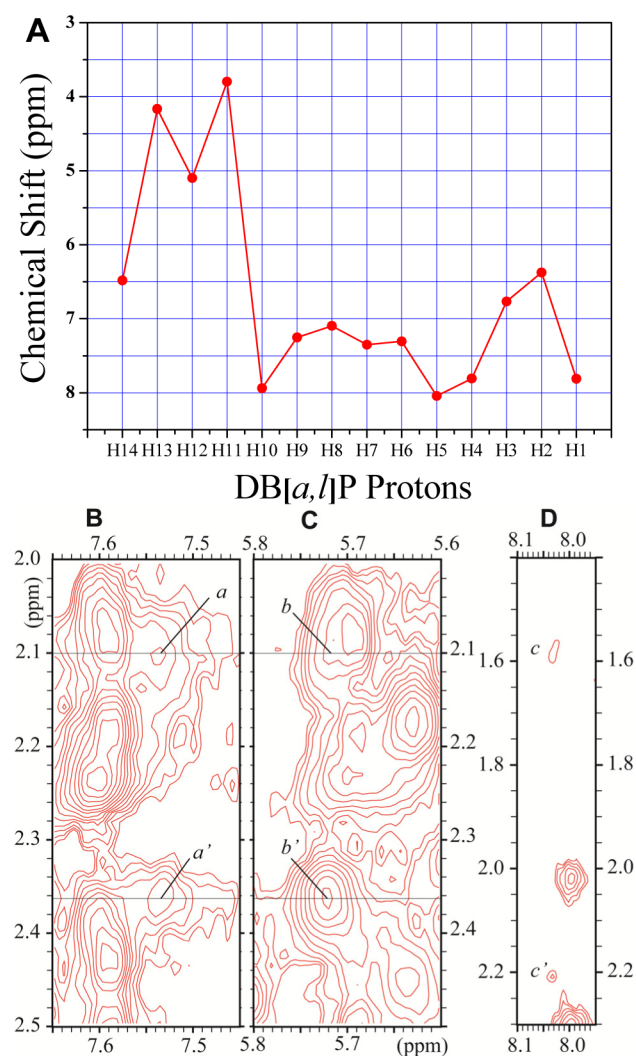 A
3
4
5
6
7
8
Chemical Shift (ppm)
H14 H13 H12 H11 H10 H9 H8 H7 H6 H5 H4 H3 H2 H1
DB[a,l]P Protons
B C D
7.6 7.5 5.8 5.7 5.6 8.1 8.0
2.0
(ppm)
2.1
2.2
2.3
2.4
2.5
a
a'
7.6 7.5
b
b'
2.1
2.2
2.3
2.4
5.7 (ppm)
1.6
1.8
2.0
2.2
c
c'
1.6
1.8
2.0
2.2
8.1 8.0